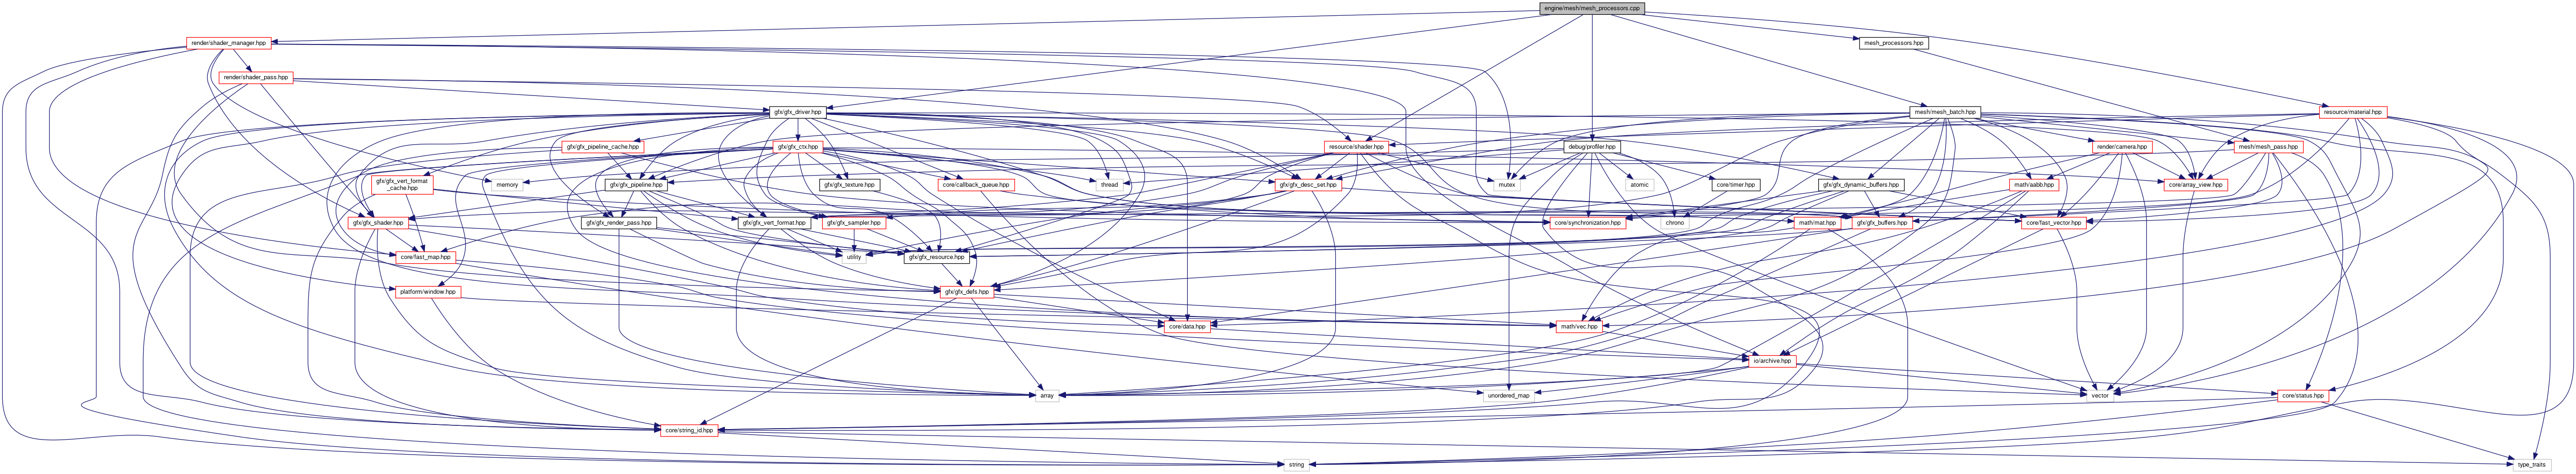 engine/mesh/mesh_processors.cpp
render/shader_manager.hpp
mesh_processors.hpp
render/shader_pass.hpp
gfx/gfx_driver.hpp
mesh/mesh_batch.hpp
resource/material.hpp
gfx/gfx_pipeline_cache.hpp
gfx/gfx_ctx.hpp
resource/shader.hpp
debug/profiler.hpp
render/camera.hpp
mesh/mesh_pass.hpp
gfx/gfx_vert_format
_cache.hpp
memory
gfx/gfx_pipeline.hpp
gfx/gfx_texture.hpp
core/callback_queue.hpp
thread
gfx/gfx_desc_set.hpp
mutex
atomic
core/timer.hpp
gfx/gfx_dynamic_buffers.hpp
math/aabb.hpp
core/array_view.hpp
gfx/gfx_shader.hpp
gfx/gfx_render_pass.hpp
gfx/gfx_vert_format.hpp
gfx/gfx_sampler.hpp
core/synchronization.hpp
chrono
math/mat.hpp
gfx/gfx_buffers.hpp
core/fast_vector.hpp
core/fast_map.hpp
utility
gfx/gfx_resource.hpp
platform/window.hpp
gfx/gfx_defs.hpp
core/data.hpp
math/vec.hpp
io/archive.hpp
array
unordered_map
vector
core/status.hpp
core/string_id.hpp
string
type_traits